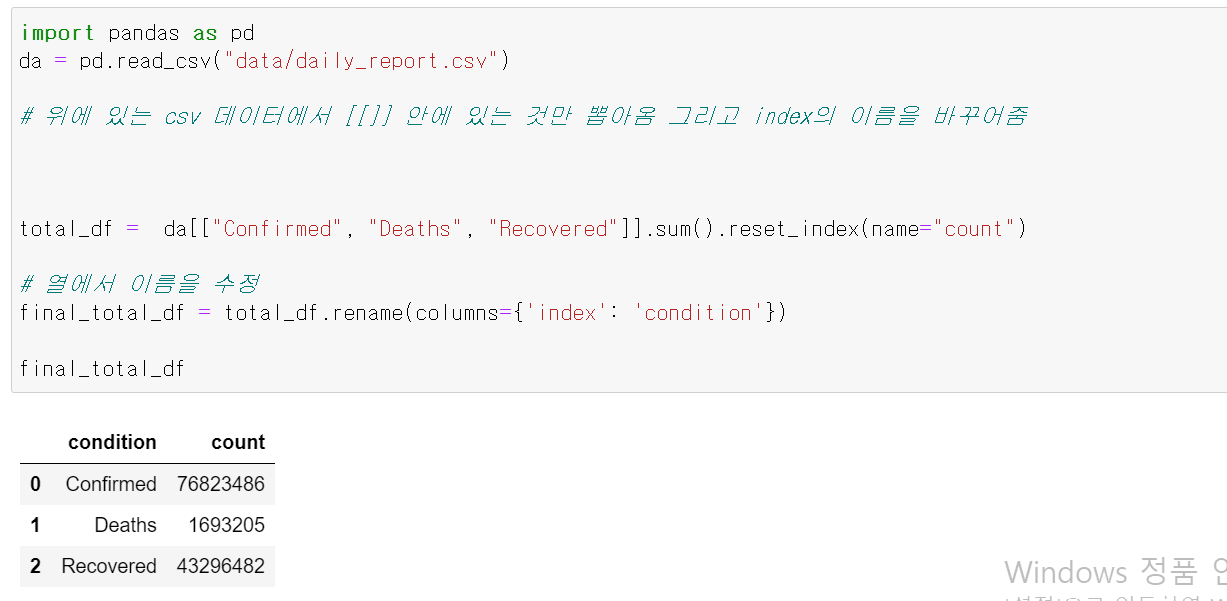 import pandas as pd
da = pd.read_csv("data/daily_report.csv")
# 위에 있는 csv 데이터에서 [[]] 안에 있는 것만 뽑아옴 그리고 index의 이름을 바꾸어줌
total_df =  da[["Confirmed", "Deaths", "Recovered"]].sum().reset_index(name="count")
# 열에서 이름을 수정
final_total_df = total_df.rename(columns={'index': 'condition'})
final_total_df
condition count
0 Confirmed 76823486
1 Deaths 1693205
2 Recovered 43296482
Windows 정품